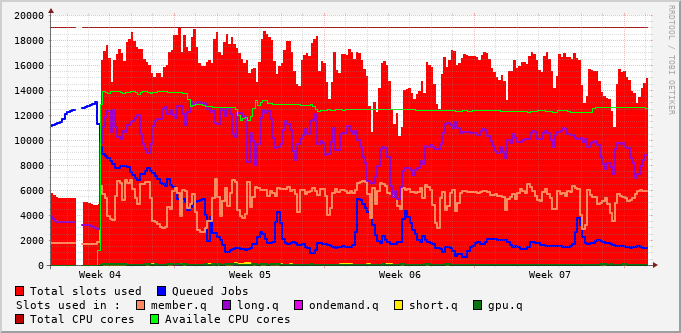 20000
18000
16000
14000
12000
10000
8000
6000
4000
2000
0
Week 04 Week 05 Week 06 Week 07
RRDTOOL / TOBI OETIKER
Total slots used Queued Jobs
Slots used in : member.q long.q ondemand.q short.q gpu.q
Total CPU cores Availale CPU cores